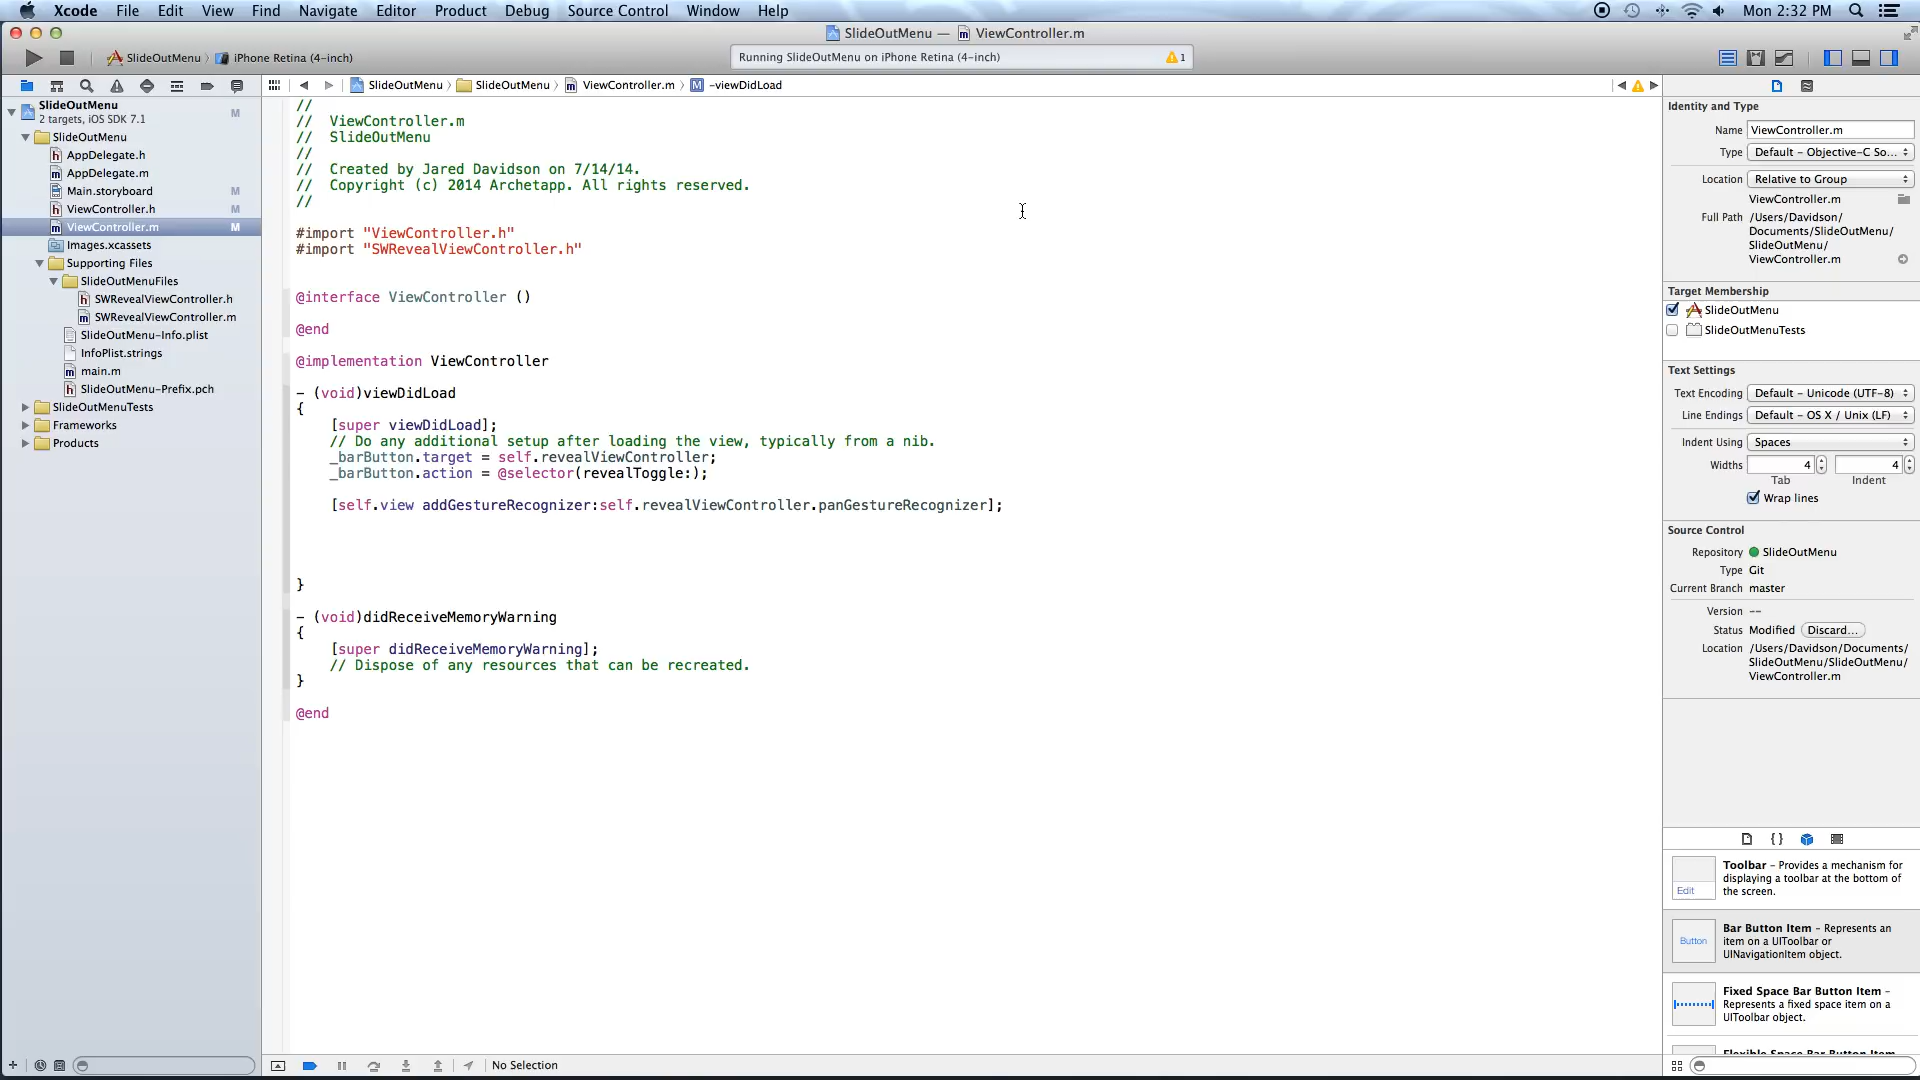 Xcode File Edit View Find Navigate Editor Product Debug Source Control Window Help Mon 2:32 PM
SlideOutMenu — ViewController.m
SlideOutMenu iPhone Retina (4-inch) Running SlideOutMenu on iPhone Retina (4-inch) 1
SlideOutMenu SlideOutMenu ViewController.m M -viewDidLoad
SlideOutMenu M
2 targets, iOS SDK 7.1
SlideOutMenu
h AppDelegate.h
m AppDelegate.m
Main.storyboard M
h ViewController.h M
m ViewController.m M
Images.xcassets
Supporting Files
SlideOutMenuFiles
h SWRevealViewController.h
m SWRevealViewController.m
SlideOutMenu-Info.plist
InfoPlist.strings
m main.m
h SlideOutMenu-Prefix.pch
SlideOutMenuTests
Frameworks
Products
//
// ViewController.m
// SlideOutMenu
//
// Created by Jared Davidson on 7/14/14.
// Copyright (c) 2014 Archetapp. All rights reserved.
//
#import "ViewController.h"
#import "SWRevealViewController.h"
@interface ViewController ()
@end
@implementation ViewController
- (void)viewDidLoad
{
[super viewDidLoad];
// Do any additional setup after loading the view, typically from a nib.
_barButton.target = self.revealViewController;
_barButton.action = @selector(revealToggle:);
[self.view addGestureRecognizer:self.revealViewController.panGestureRecognizer];
}
- (void)didReceiveMemoryWarning
{
[super didReceiveMemoryWarning];
// Dispose of any resources that can be recreated.
}
@end
No Selection
Identity and Type
Name ViewController.m
Type Default - Objective-C So...
Location Relative to Group
ViewController.m
Full Path /Users/Davidson/
Documents/SlideOutMenu/
SlideOutMenu/
ViewController.m
Target Membership
SlideOutMenu
SlideOutMenuTests
Text Settings
Text Encoding Default - Unicode (UTF-8)
Line Endings Default - OS X / Unix (LF)
Indent Using Spaces
Widths 4 4
Tab Indent
Wrap lines
Source Control
Repository SlideOutMenu
Type Git
Current Branch master
Version --
Status Modified Discard...
Location /Users/Davidson/Documents/
SlideOutMenu/SlideOutMenu/
ViewController.m
{ }
Edit
Toolbar - Provides a mechanism for
displaying a toolbar at the bottom of
the screen.
Button
Bar Button Item - Represents an
item on a UIToolbar or
UINavigationItem object.
Fixed Space Bar Button Item -
Represents a fixed space item on a
UIToolbar object.
Flexible Space Bar Button Item